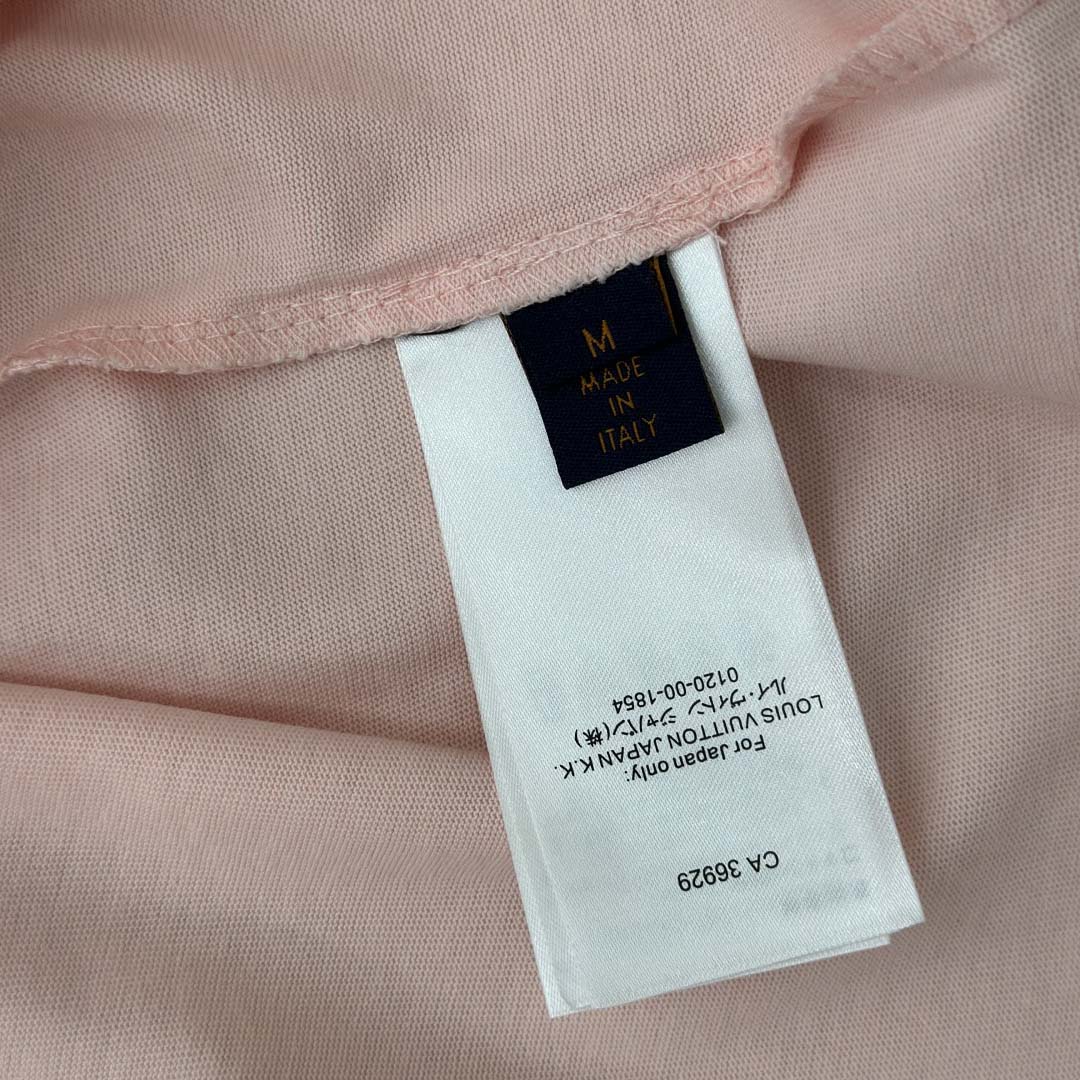 M
MADE
IN
ITALY
CA 36929
For Japan only:
LOUIS VUITTON JAPAN K.K.
ルイ・ヴィトン ジャパン(株)
0120-00-1854